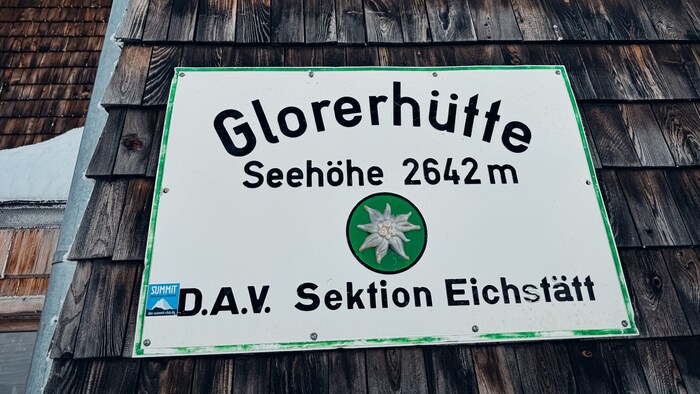 Glorerhütte
Seehöhe 2642 m
SUMMIT
D.A.V. Sektion Eichstätt